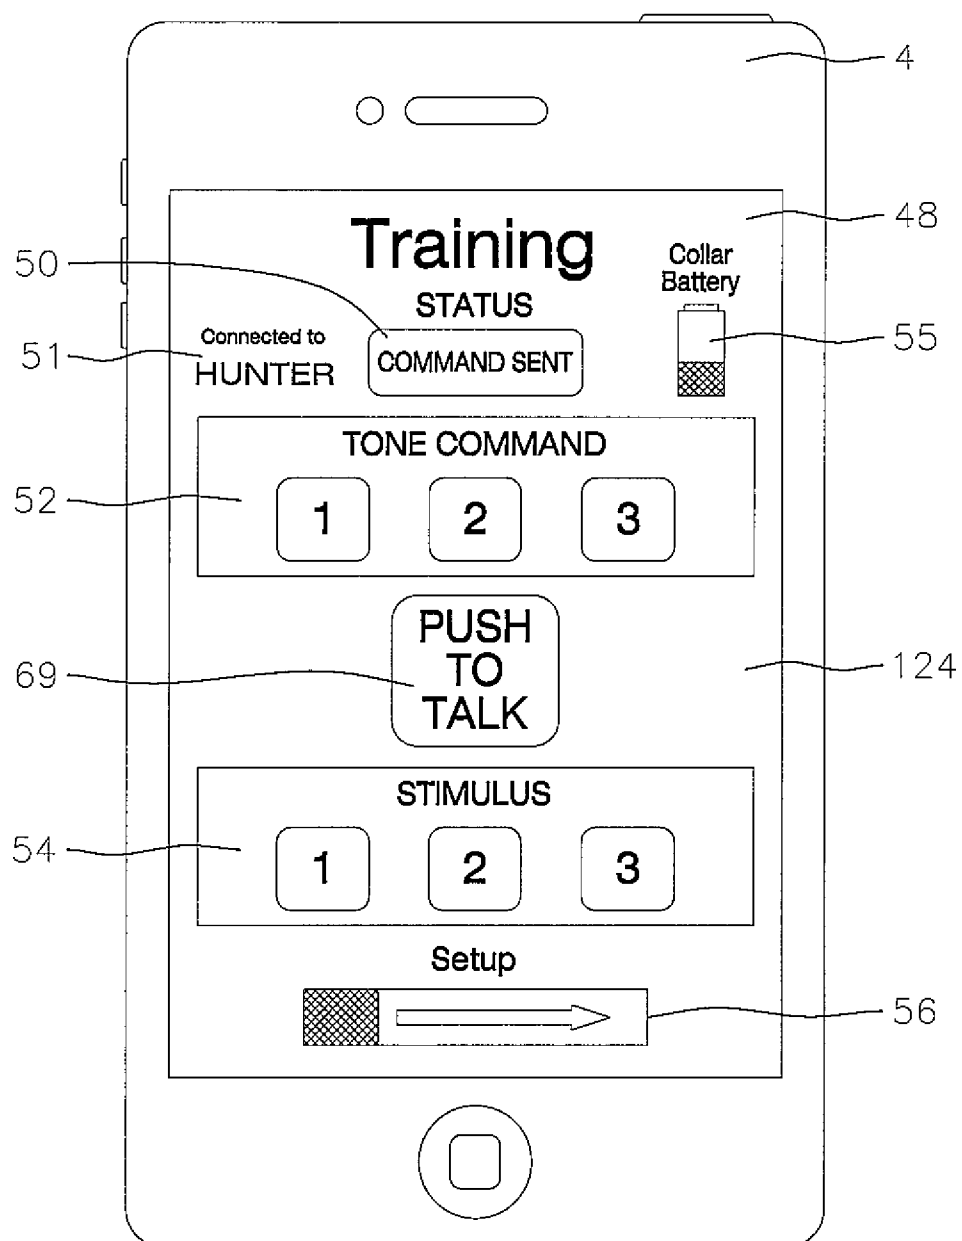 4
48
Training
50
Collar
Battery
STATUS
Connected to
51
HUNTER
COMMAND SENT
55
TONE COMMAND
52
1 2 3
PUSH
TO
TALK
69
124
STIMULUS
54
1 2 3
Setup
56